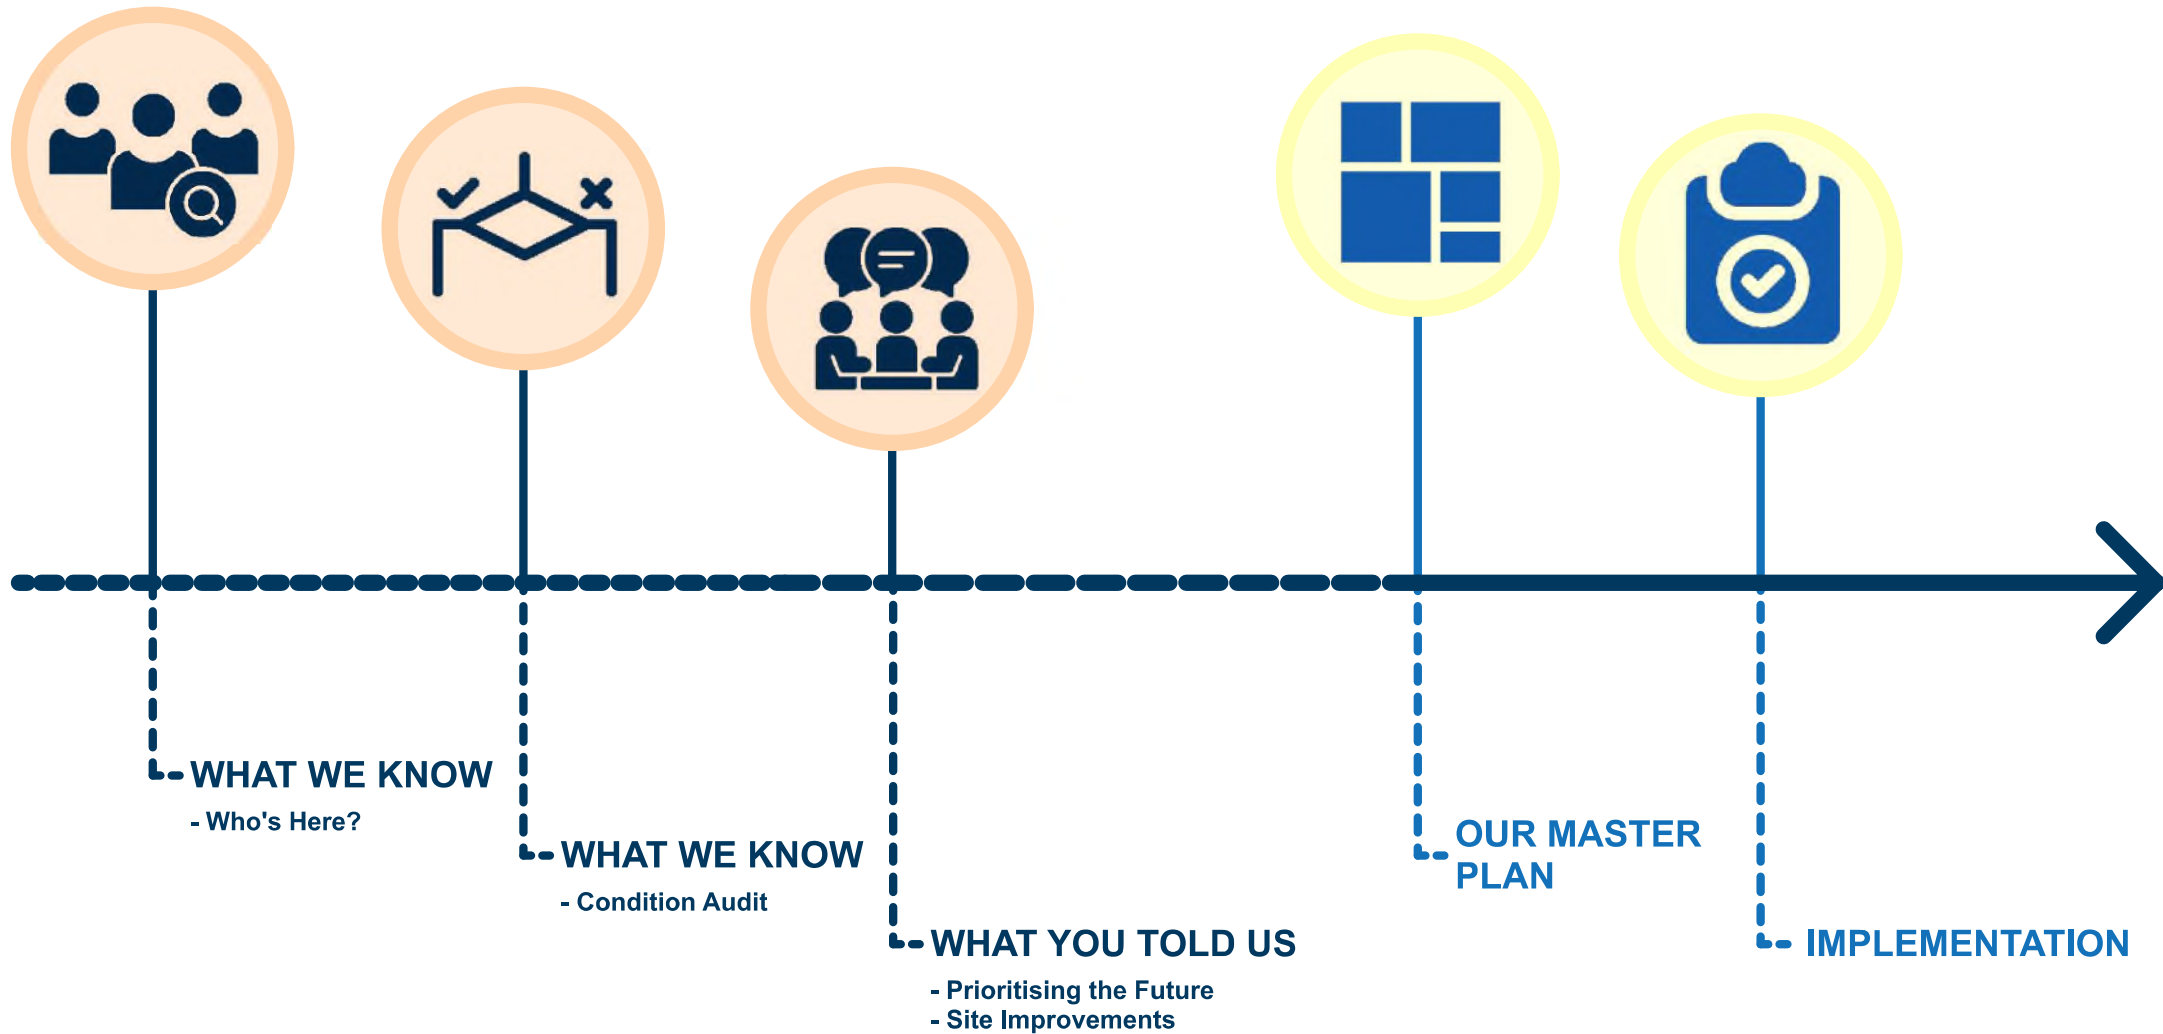 WHAT WE KNOW
- Who's Here?
WHAT WE KNOW
- Condition Audit
WHAT YOU TOLD US
- Prioritising the Future
- Site Improvements
OUR MASTER
PLAN
IMPLEMENTATION